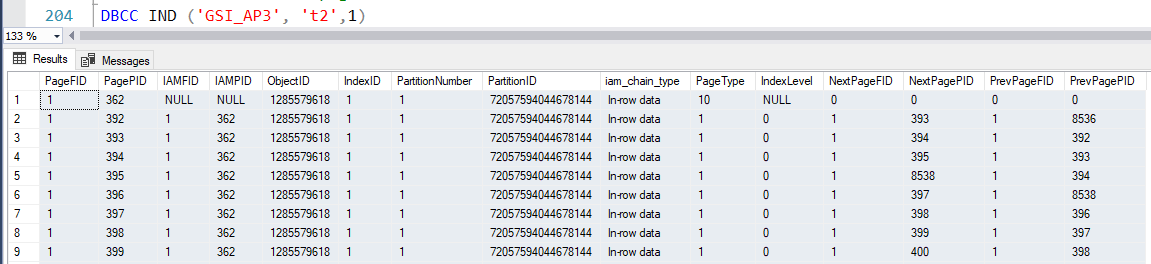 204 DBCC IND ('GSI_AP3', 't2',1)
133 %
Results Messages
PageFID PagePID IAMFID IAMPID ObjectID IndexID PartitionNumber PartitionID iam_chain_type PageType IndexLevel NextPageFID NextPagePID PrevPageFID PrevPagePID
1 1 362 NULL NULL 1285579618 1 1 72057594044678144 In-row data 10 NULL 0 0 0 0
2 1 392 1 362 1285579618 1 1 72057594044678144 In-row data 1 0 1 393 1 8536
3 1 393 1 362 1285579618 1 1 72057594044678144 In-row data 1 0 1 394 1 392
4 1 394 1 362 1285579618 1 1 72057594044678144 In-row data 1 0 1 395 1 393
5 1 395 1 362 1285579618 1 1 72057594044678144 In-row data 1 0 1 8538 1 394
6 1 396 1 362 1285579618 1 1 72057594044678144 In-row data 1 0 1 397 1 8538
7 1 397 1 362 1285579618 1 1 72057594044678144 In-row data 1 0 1 398 1 396
8 1 398 1 362 1285579618 1 1 72057594044678144 In-row data 1 0 1 399 1 397
9 1 399 1 362 1285579618 1 1 72057594044678144 In-row data 1 0 1 400 1 398